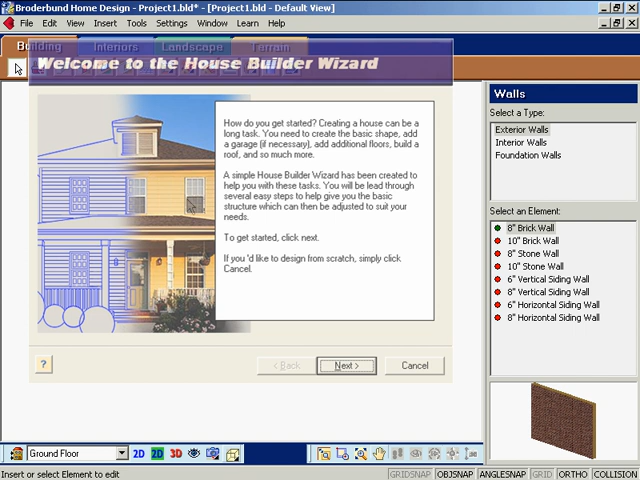 Broderbund Home Design - Project1.bld* - [Project1.bld - Default View]
File Edit View Insert Tools Settings Window Learn Help
Building Interiors Landscape Terrain
Welcome to the House Builder Wizard
How do you get started? Creating a house can be a
long task. You need to create the basic shape, add
a garage (if necessary), add additional floors, build a
roof, and so much more.
A simple House Builder Wizard has been created to
help you with these tasks. You will be lead through
several easy steps to help give you the basic
structure which can then be adjusted to suit your
needs.
To get started, click next.
If you'd like to design from scratch, simply click
Cancel.
? < Back Next > Cancel
Walls
Select a Type:
Exterior Walls
Interior Walls
Foundation Walls
Select an Element:
8" Brick Wall
10" Brick Wall
8" Stone Wall
10" Stone Wall
6" Vertical Siding Wall
8" Vertical Siding Wall
6" Horizontal Siding Wall
8" Horizontal Siding Wall
Ground Floor 2D 2D 3D
Insert or select Element to edit
GRIDSNAP OBJSNAP ANGLESNAP GRID ORTHO COLLISION